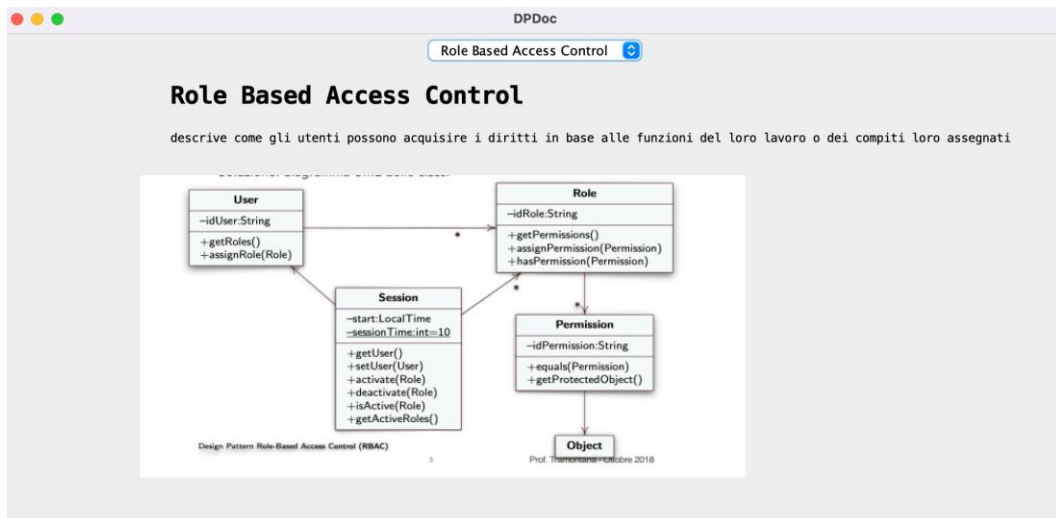 DPDoc
Role Based Access Control
Role Based Access Control
descrive come gli utenti possono acquisire i diritti in base alle funzioni del loro lavoro o dei compiti loro assegnati
User
–idUser:String
+getRoles()
+assignRole(Role)
*
Role
–idRole:String
+getPermissions()
+assignPermission(Permission)
+hasPermission(Permission)
*
*
Session
–start:LocalTime
–sessionTime:int=10
+getUser()
+setUser(User)
+activate(Role)
+deactivate(Role)
+isActive(Role)
+getActiveRoles()
Permission
–idPermission:String
+equals(Permission)
+getProtectedObject()
Object
Design Pattern Role-Based Access Control (RBAC)
3
Prof. Tramontana - Ottobre 2018